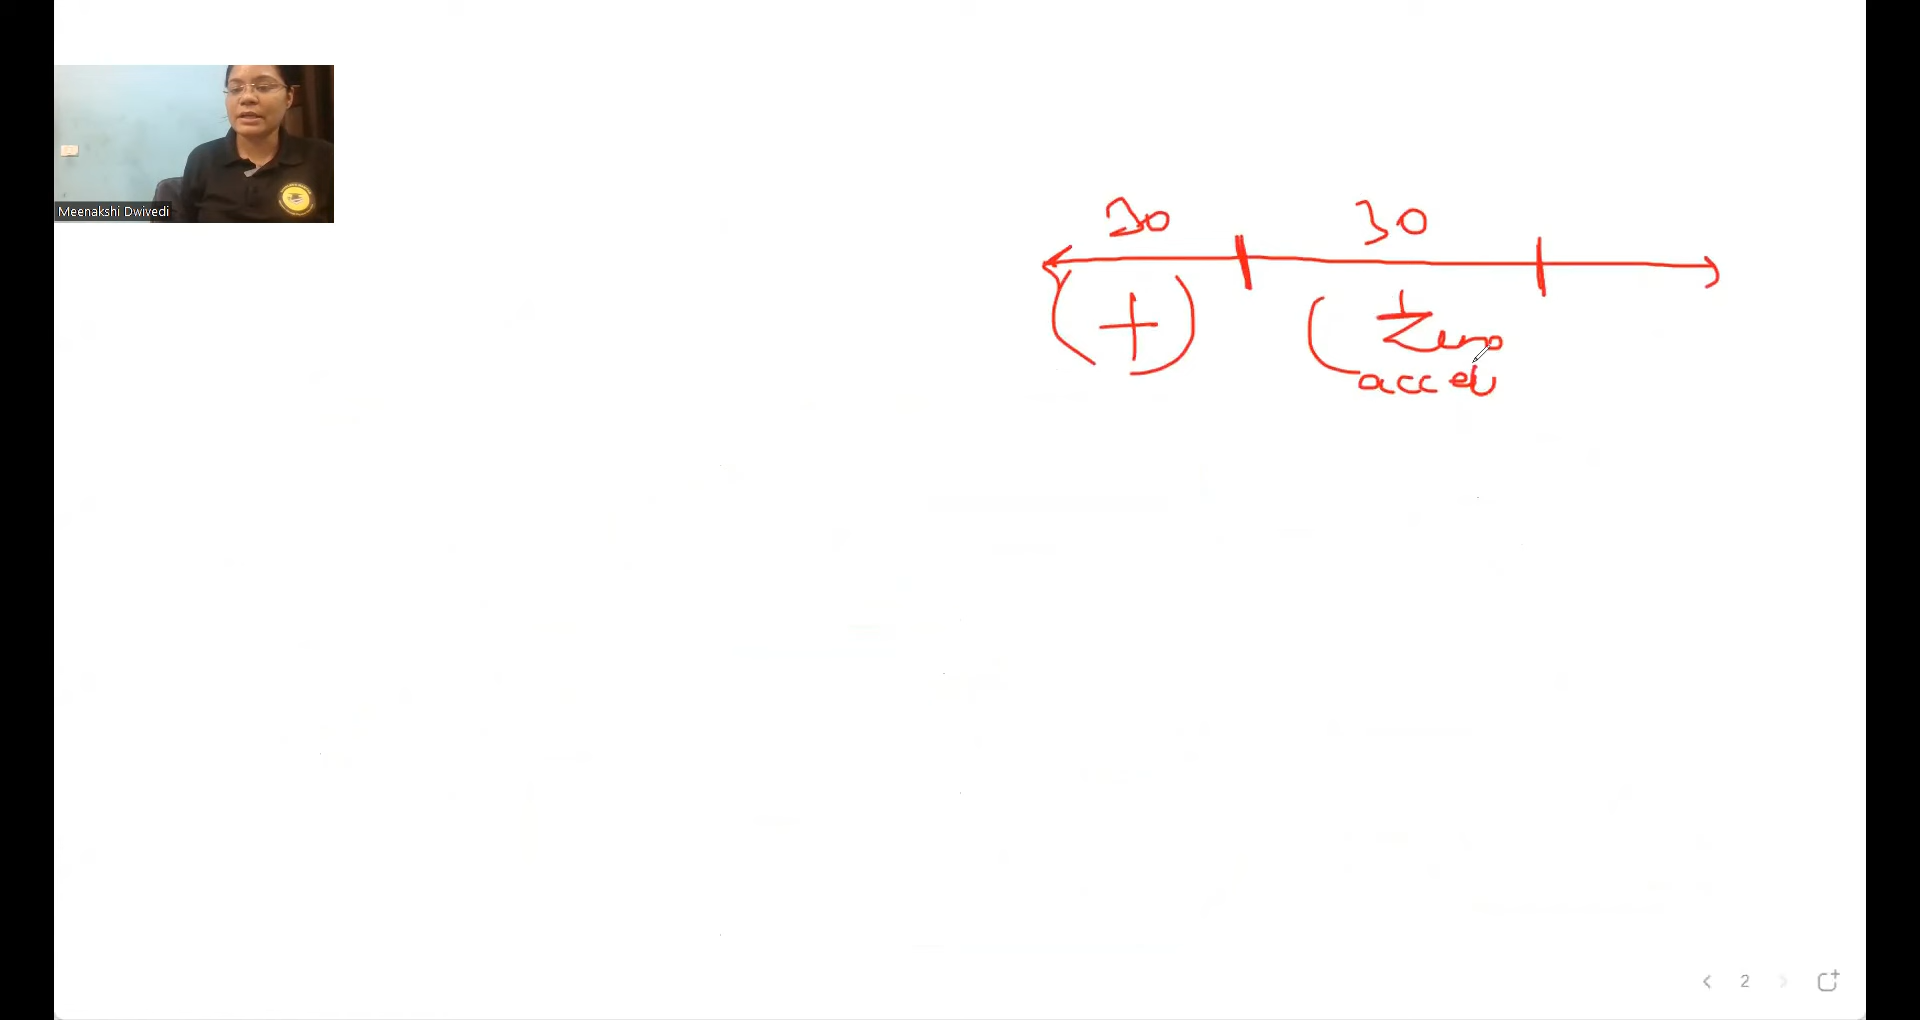 Meenakshi Dwivedi
30 30
( + ) ( Zero
accel
2